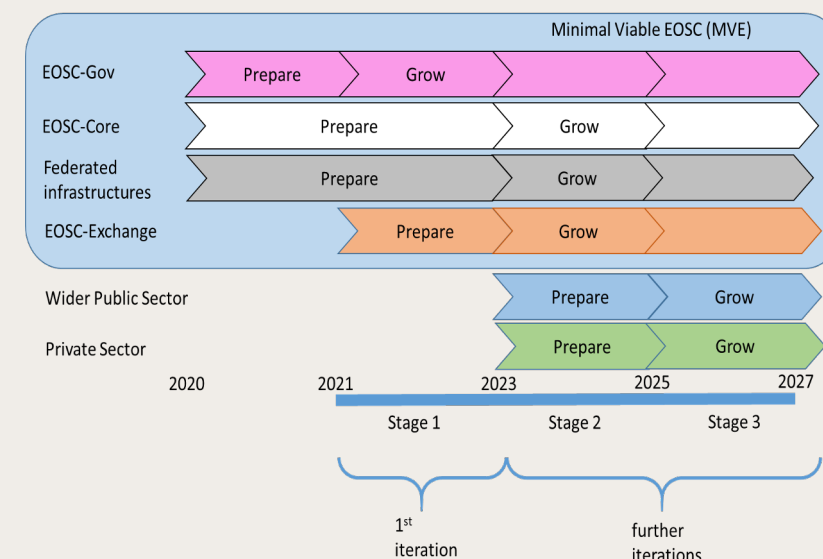 Minimal Viable EOSC (MVE)
EOSC-Gov
Prepare
Grow
EOSC-Core
Prepare
Grow
Federated
infrastructures
Prepare
Grow
EOSC-Exchange
Prepare
Grow
Wider Public Sector
Prepare
Grow
Private Sector
Prepare
Grow
2020
2021
2023
2025
2027
Stage 1
Stage 2
Stage 3
1st
iteration
further
iterations